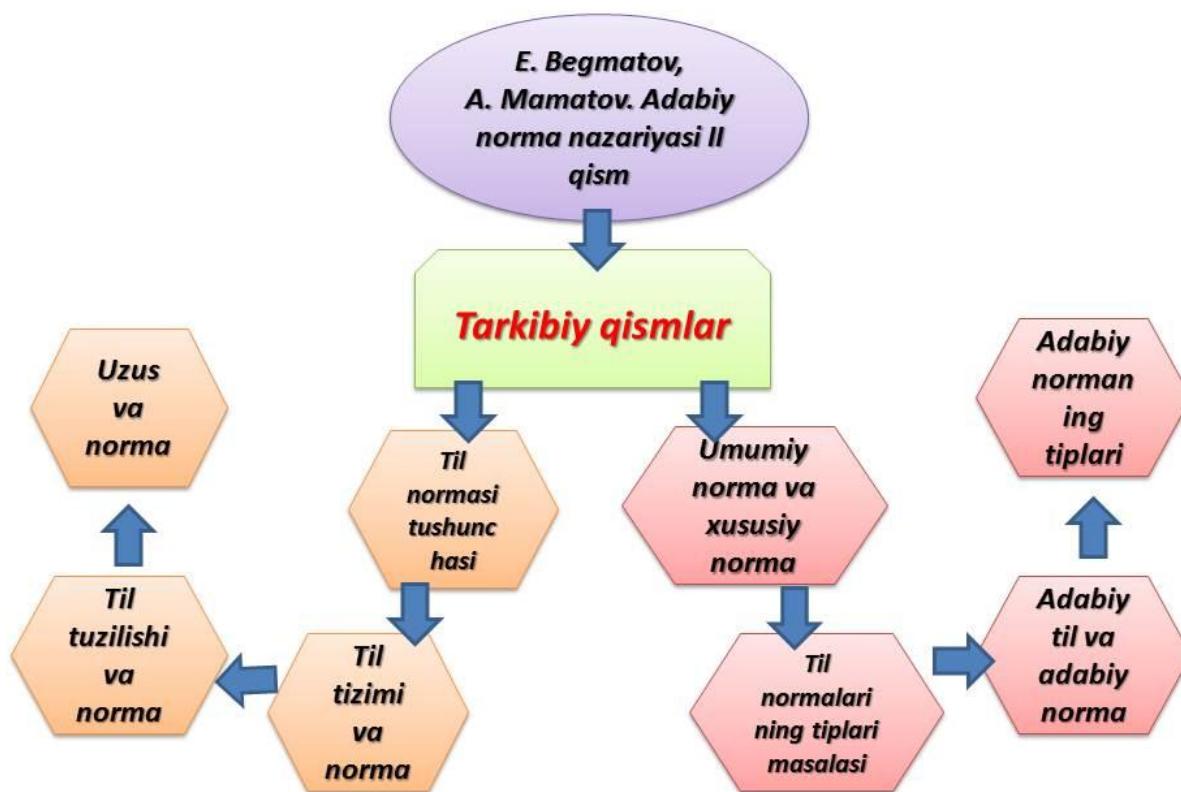 E. Begmatov,
A. Mamatov. Adabiy
norma nazariyasi II
qism
Tarkibiy qismlar
Til
normasi
tushunc
hasi
Til
tizimi
va
norma
Til
tuzilishi
va
norma
Uzus
va
norma
Umumiy
norma va
xususiy
norma
Til
normalari
ning tiplari
masalasi
Adabiy
til va
adabiy
norma
Adabiy
norman
ing
tiplari